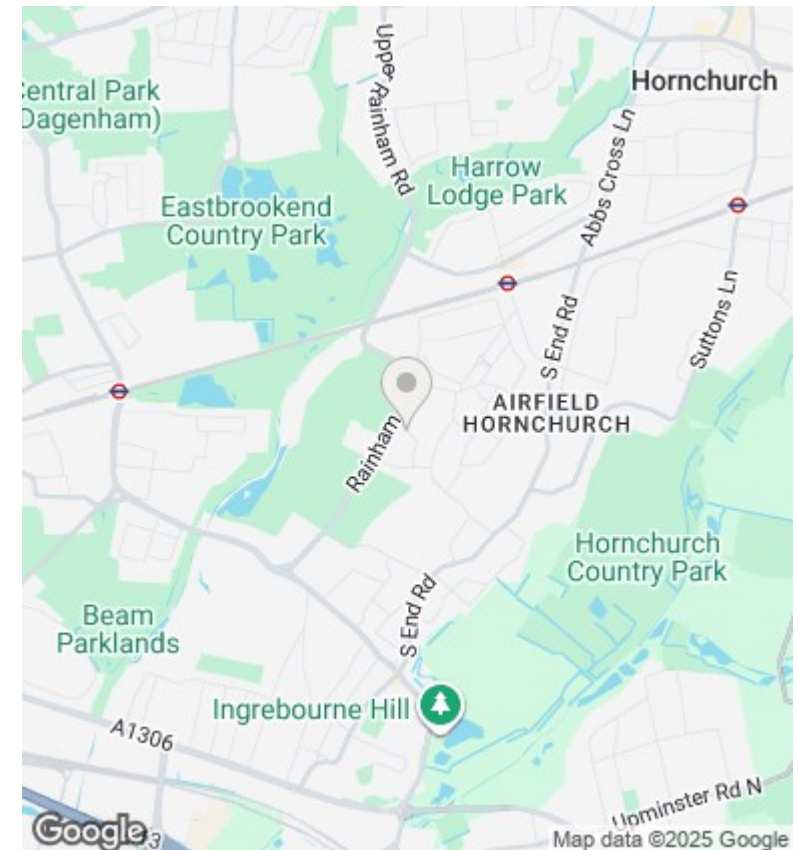 Hornchurch
Central Park
(Dagenham)
Upper Rainham Rd
Harrow
Lodge Park
Abbs Cross Ln
Eastbrookend
Country Park
Suttons Ln
S End Rd
AIRFIELD
HORNCHURCH
Rainham
Hornchurch
Country Park
S End Rd
Beam
Parklands
Ingrebourne Hill
A1306
Upminster Rd N
Google
Map data ©2025 Google